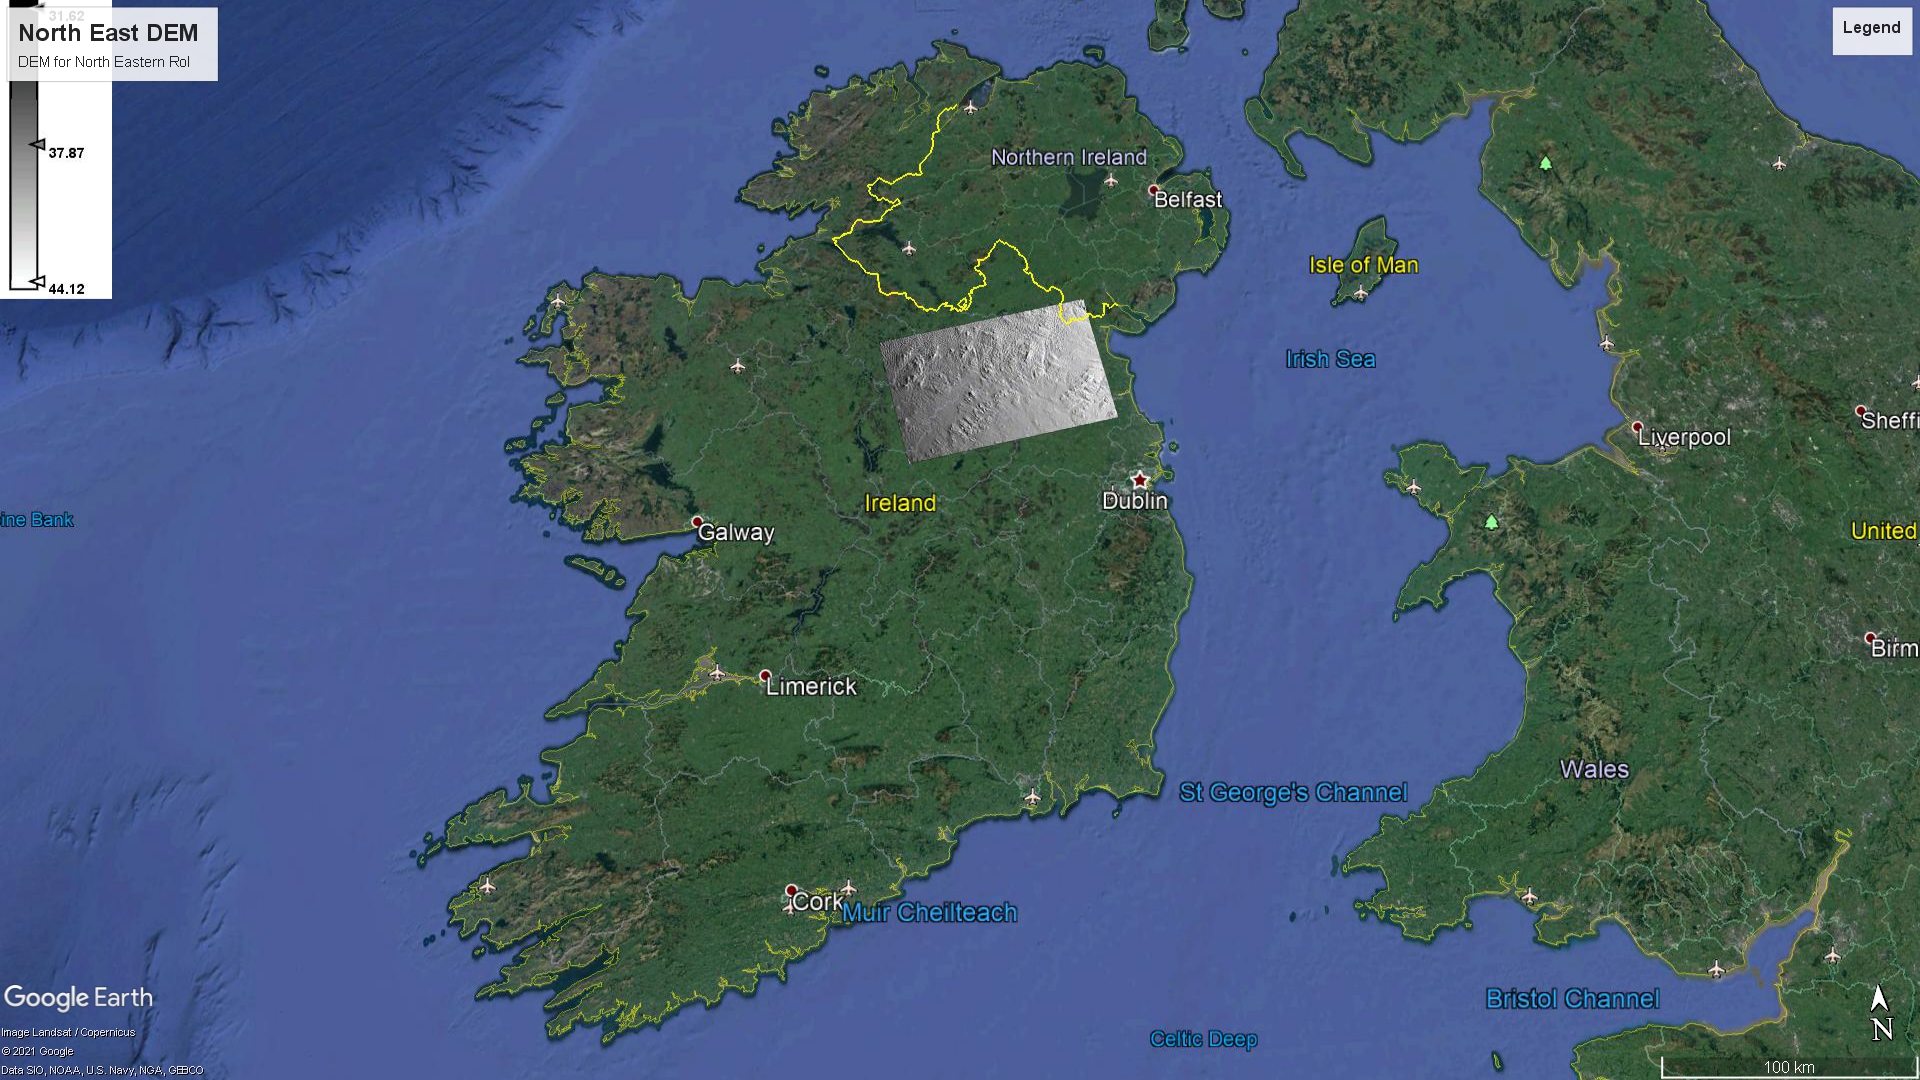 31.62
North East DEM
DEM for North Eastern RoI
37.87
44.12
Legend
Northern Ireland
Belfast
Isle of Man
Irish Sea
Liverpool
Sheffi
Ireland
Dublin
Galway
ine Bank
United
Birm
Limerick
Wales
St George's Channel
Cork
Muir Cheilteach
Bristol Channel
Celtic Deep
Google Earth
Image Landsat / Copernicus
© 2021 Google
Data SIO, NOAA, U.S. Navy, NGA, GEBCO
N
100 km